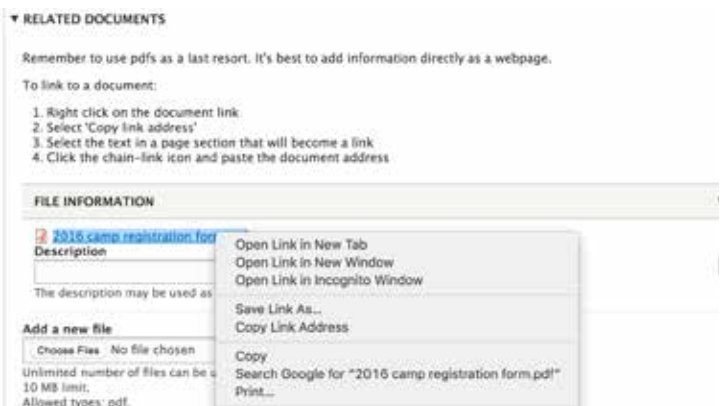 ▼ RELATED DOCUMENTS
Remember to use pdfs as a last resort. It's best to add information directly as a webpage.
To link to a document:
1. Right click on the document link
2. Select 'Copy link address'
3. Select the text in a page section that will become a link
4. Click the chain-link icon and paste the document address
FILE INFORMATION
2016 camp registration form
Description
The description may be used as
Add a new file
Choose Files No file chosen
Unlimited number of files can be
10 MB limit.
Allowed types: pdf.
Open Link in New Tab
Open Link in New Window
Open Link in Incognito Window
Save Link As...
Copy Link Address
Copy
Search Google for "2016 camp registration form.pdf"
Print...